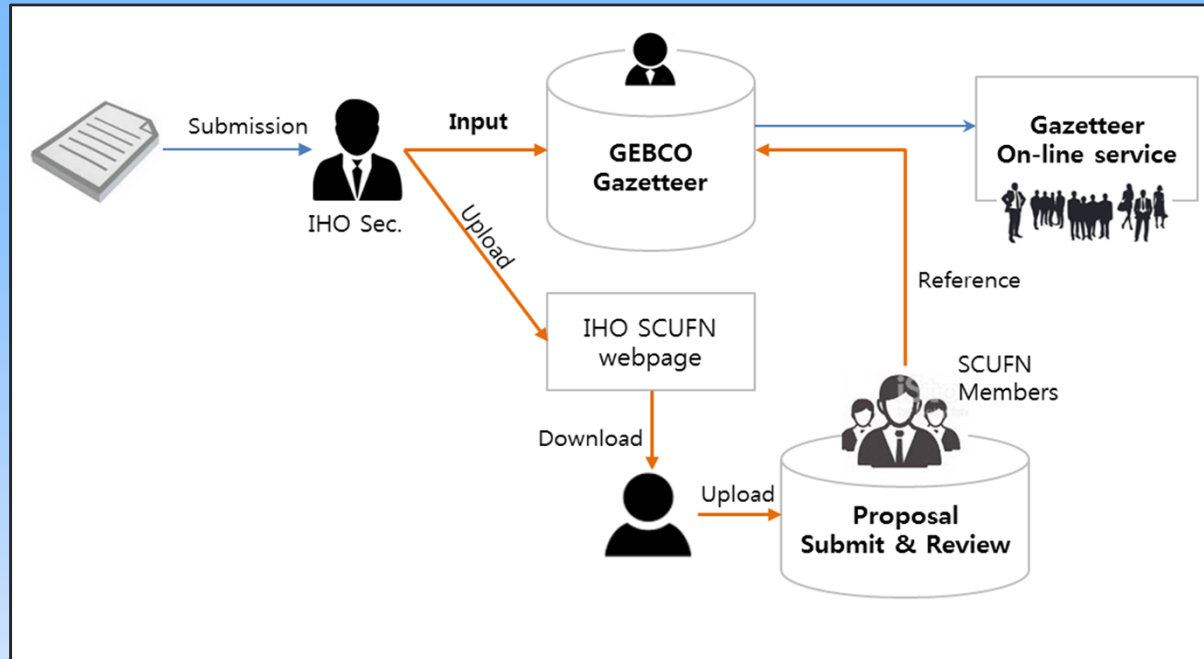 Submission
IHO Sec.
Input
Upload
GEBCO
Gazetteer
Gazetteer
On-line service
Reference
IHO SCUFN
webpage
Download
Upload
SCUFN
Members
Proposal
Submit & Review